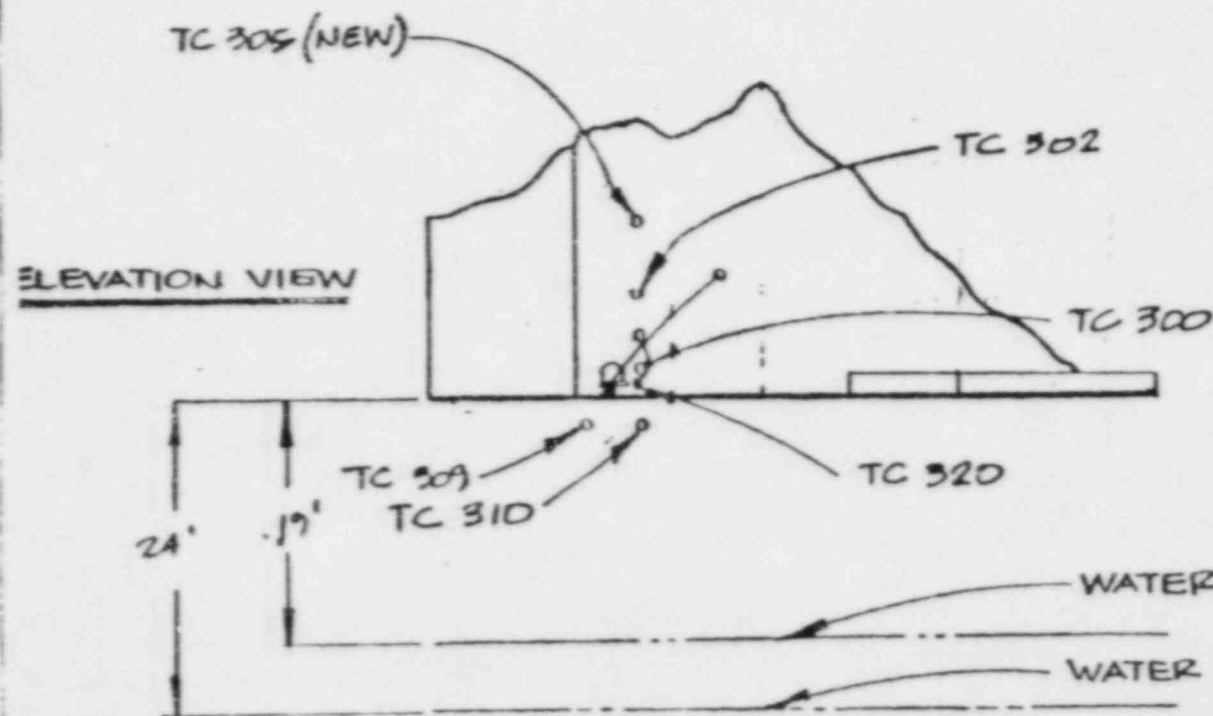 TC 305 (NEW)
TC 302
ELEVATION VIEW
TC 300
TC 309
TC 310
TC 320
24'
19'
WATER
WATER